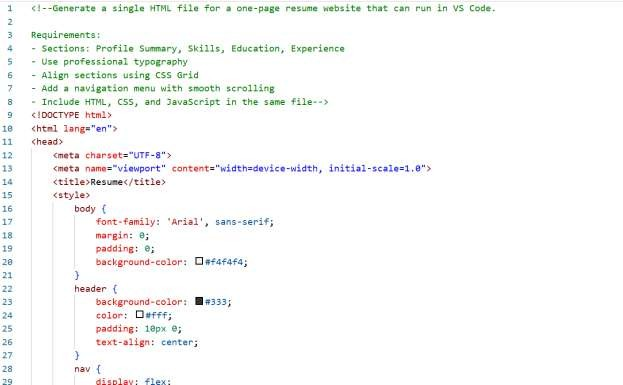 1 <!--Generate a single HTML file for a one-page resume website that can run in VS Code.
2
3 Requirements:
4 - Sections: Profile Summary, Skills, Education, Experience
5 - Use professional typography
6 - Align sections using CSS Grid
7 - Add a navigation menu with smooth scrolling
8 - Include HTML, CSS, and JavaScript in the same file-->
9 <!DOCTYPE html>
10 <html lang="en">
11 <head>
12     <meta charset="UTF-8">
13     <meta name="viewport" content="width=device-width, initial-scale=1.0">
14     <title>Resume</title>
15     <style>
16         body {
17             font-family: 'Arial', sans-serif;
18             margin: 0;
19             padding: 0;
20             background-color: #f4f4f4;
21         }
22         header {
23             background-color: #333;
24             color: #fff;
25             padding: 10px 0;
26             text-align: center;
27         }
28         nav {
29             display: flex;